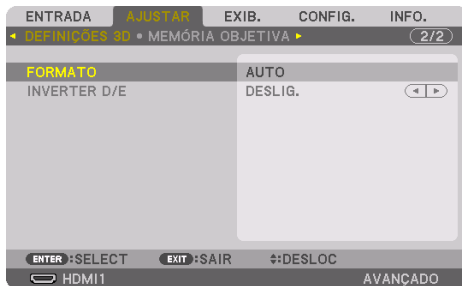 ENTRADA AJUSTAR EXIB. CONFIG. INFO.
DEFINIÇÕES 3D • MEMÓRIA OBJETIVA 2/2
FORMATO AUTO
INVERTER D/E DESLIG.
ENTER :SELECT EXIT :SAIR :DESLOC
HDMI1 AVANÇADO